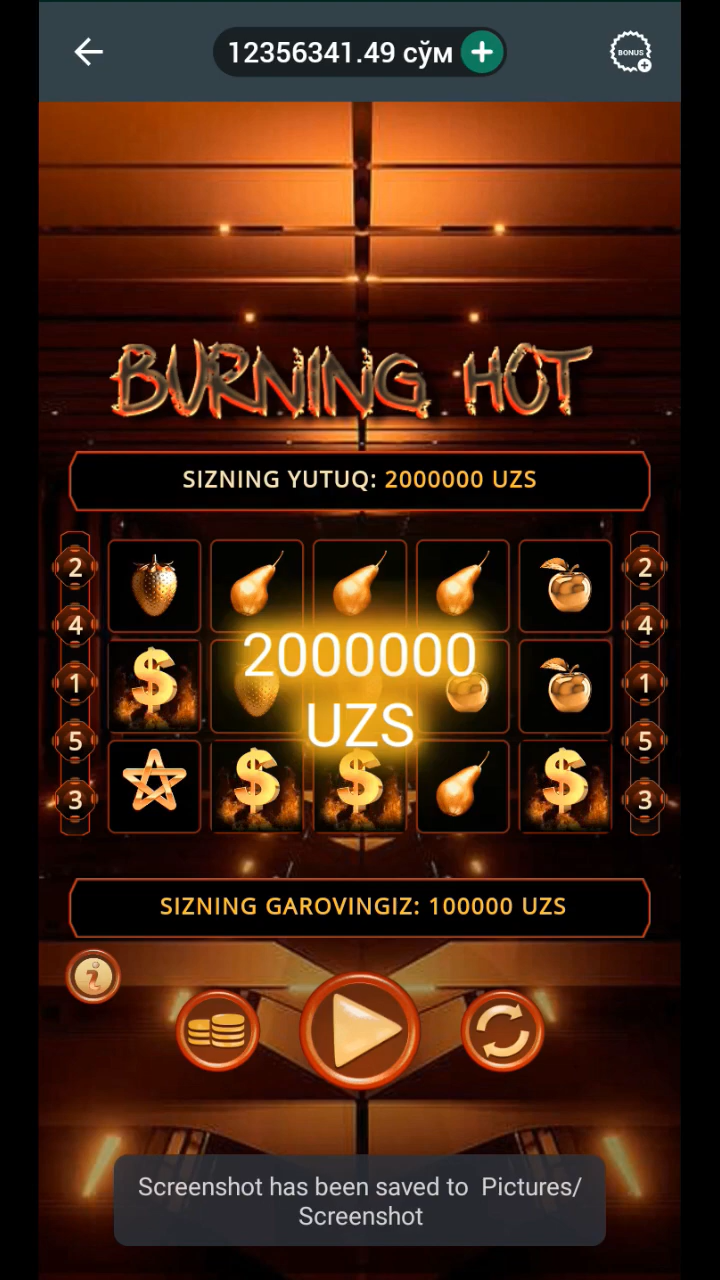 12356341.49 сўм
BONUS
BURNING HOT
SIZNING YUTUQ: 2000000 UZS
2 2
4 4
1 1
5 5
3 3
2000000
UZS
SIZNING GAROVINGIZ: 100000 UZS
Screenshot has been saved to Pictures/
Screenshot